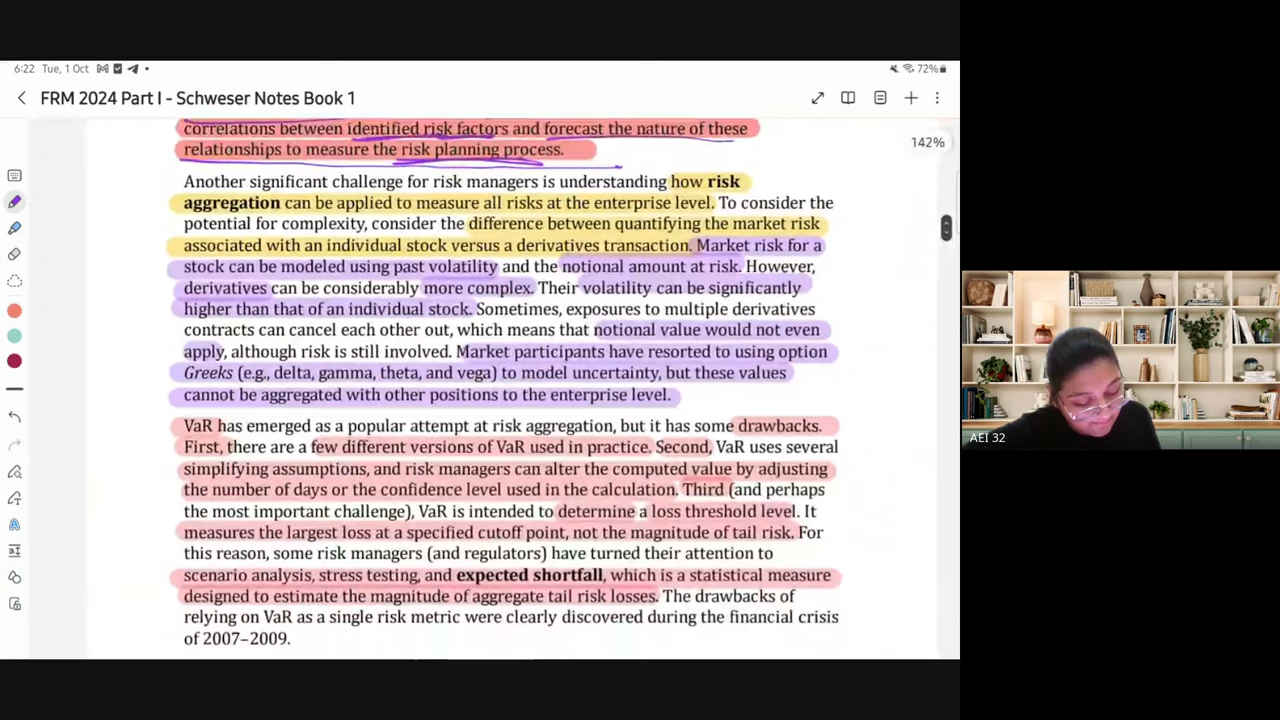 6:22 Tue, 1 Oct
72%
FRM 2024 Part I - Schweser Notes Book 1
142%
correlations between identified risk factors and forecast the nature of these
relationships to measure the risk planning process.
Another significant challenge for risk managers is understanding how risk
aggregation can be applied to measure all risks at the enterprise level. To consider the
potential for complexity, consider the difference between quantifying the market risk
associated with an individual stock versus a derivatives transaction. Market risk for a
stock can be modeled using past volatility and the notional amount at risk. However,
derivatives can be considerably more complex. Their volatility can be significantly
higher than that of an individual stock. Sometimes, exposures to multiple derivatives
contracts can cancel each other out, which means that notional value would not even
apply, although risk is still involved. Market participants have resorted to using option
Greeks (e.g., delta, gamma, theta, and vega) to model uncertainty, but these values
cannot be aggregated with other positions to the enterprise level.
VaR has emerged as a popular attempt at risk aggregation, but it has some drawbacks.
First, there are a few different versions of VaR used in practice. Second, VaR uses several
simplifying assumptions, and risk managers can alter the computed value by adjusting
the number of days or the confidence level used in the calculation. Third (and perhaps
the most important challenge), VaR is intended to determine a loss threshold level. It
measures the largest loss at a specified cutoff point, not the magnitude of tail risk. For
this reason, some risk managers (and regulators) have turned their attention to
scenario analysis, stress testing, and expected shortfall, which is a statistical measure
designed to estimate the magnitude of aggregate tail risk losses. The drawbacks of
relying on VaR as a single risk metric were clearly discovered during the financial crisis
of 2007–2009.
AEI 32